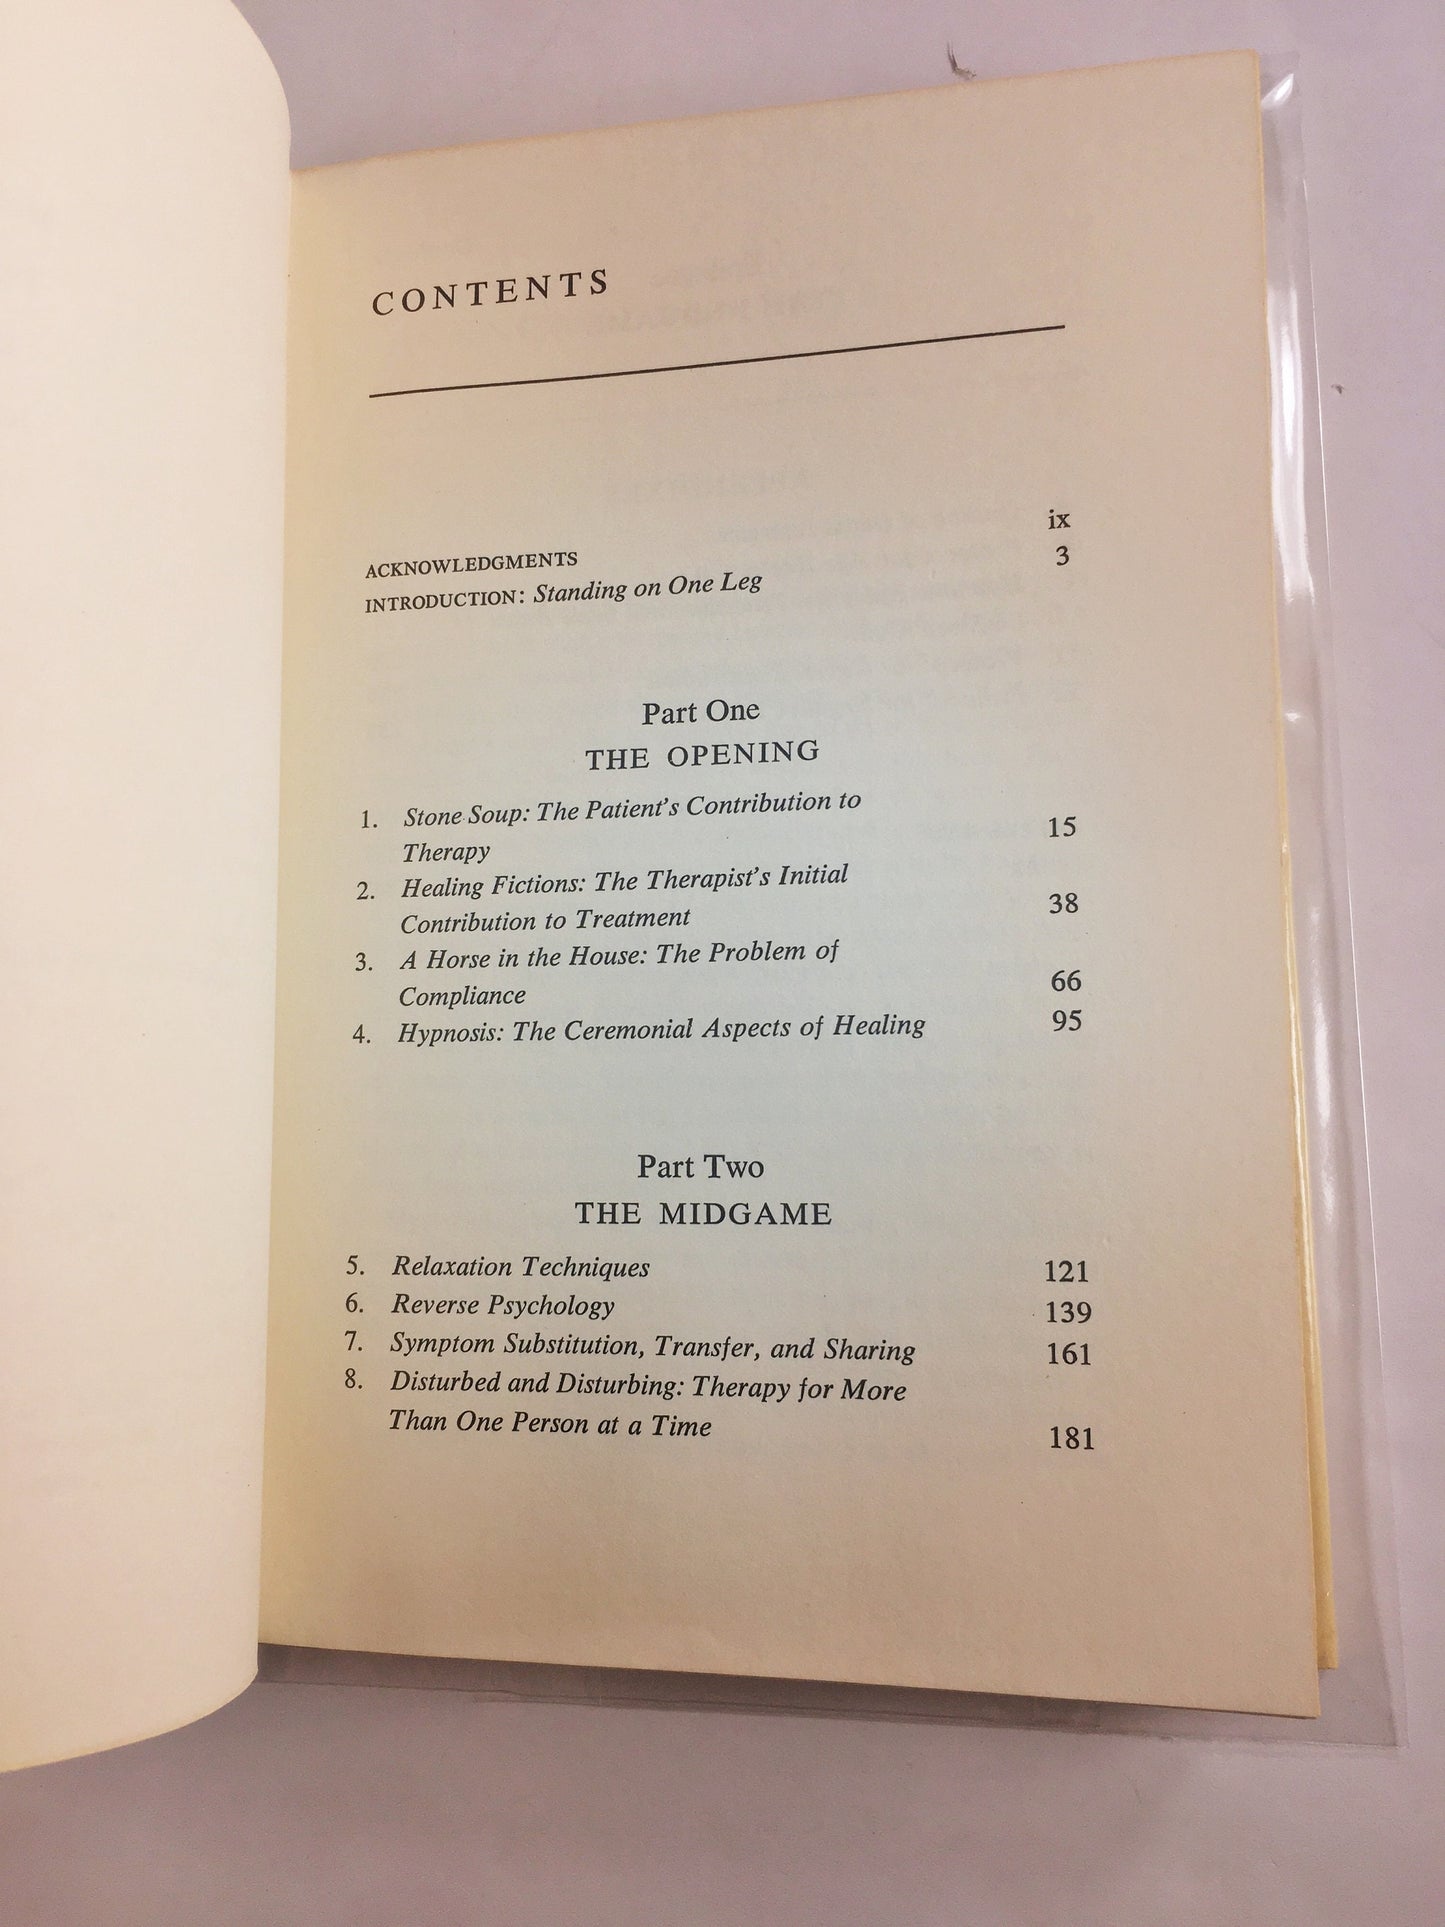 CONTENTS
ACKNOWLEDGMENTS ix
INTRODUCTION: Standing on One Leg 3
Part One
THE OPENING
1. Stone Soup: The Patient's Contribution to
Therapy 15
2. Healing Fictions: The Therapist's Initial
Contribution to Treatment 38
3. A Horse in the House: The Problem of
Compliance 66
4. Hypnosis: The Ceremonial Aspects of Healing 95
Part Two
THE MIDGAME
5. Relaxation Techniques 121
6. Reverse Psychology 139
7. Symptom Substitution, Transfer, and Sharing 161
8. Disturbed and Disturbing: Therapy for More
Than One Person at a Time 181